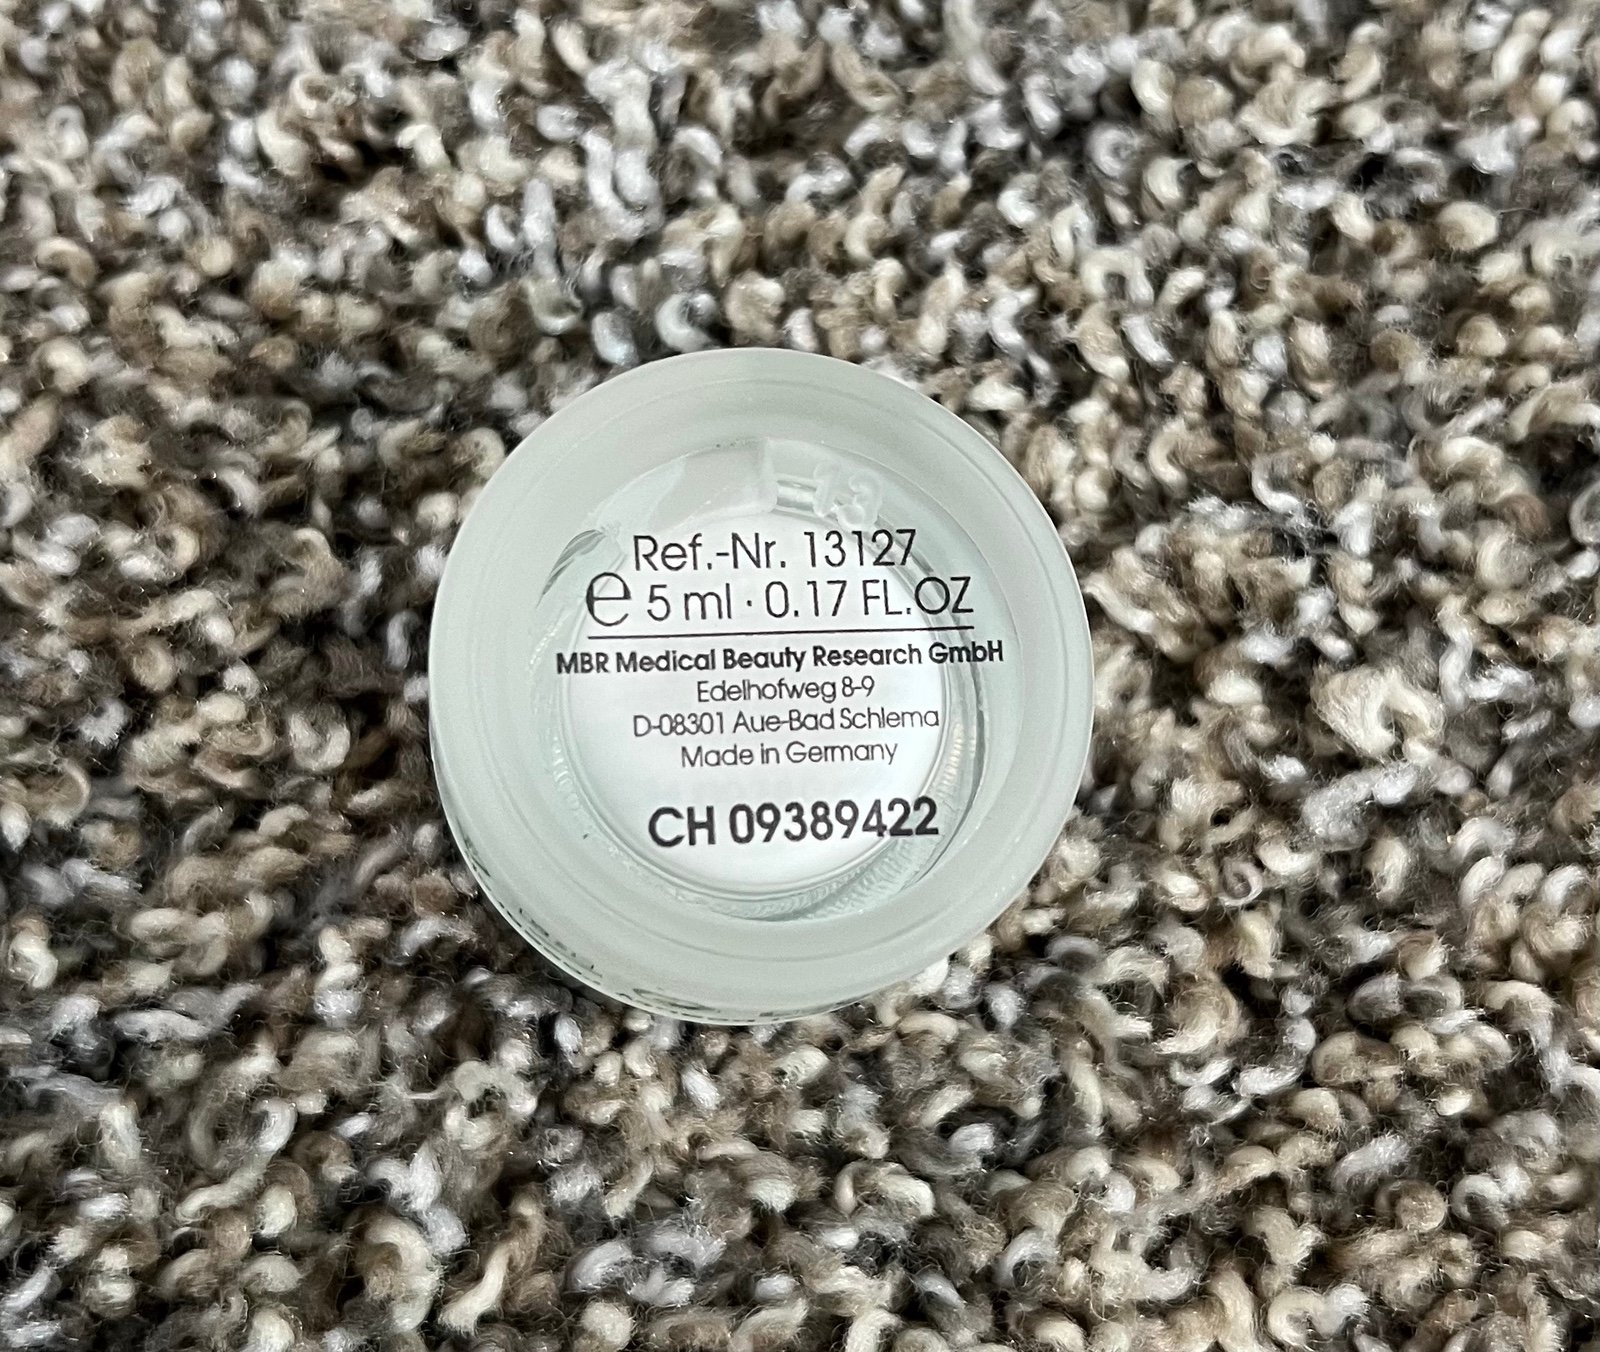 13
Ref.-Nr. 13127
℮ 5 ml · 0.17 FL.OZ
MBR Medical Beauty Research GmbH
Edelhofweg 8-9
D-08301 Aue-Bad Schlema
Made in Germany
CH 09389422